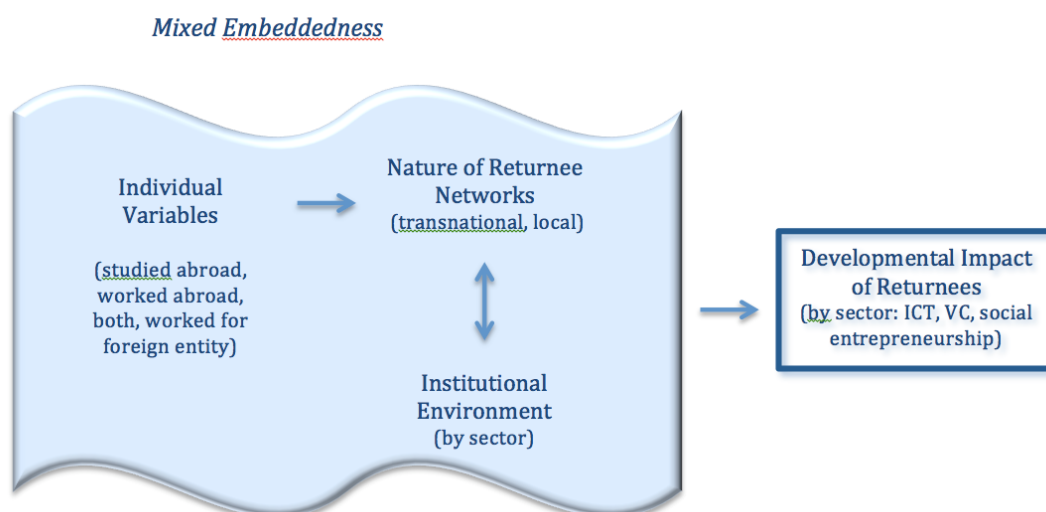 Mixed Embeddedness
Individual
Variables
(studied abroad,
worked abroad,
both, worked for
foreign entity)
Nature of Returnee
Networks
(transnational, local)
Institutional
Environment
(by sector)
Developmental Impact
of Returnees
(by sector: ICT, VC, social
entrepreneurship)